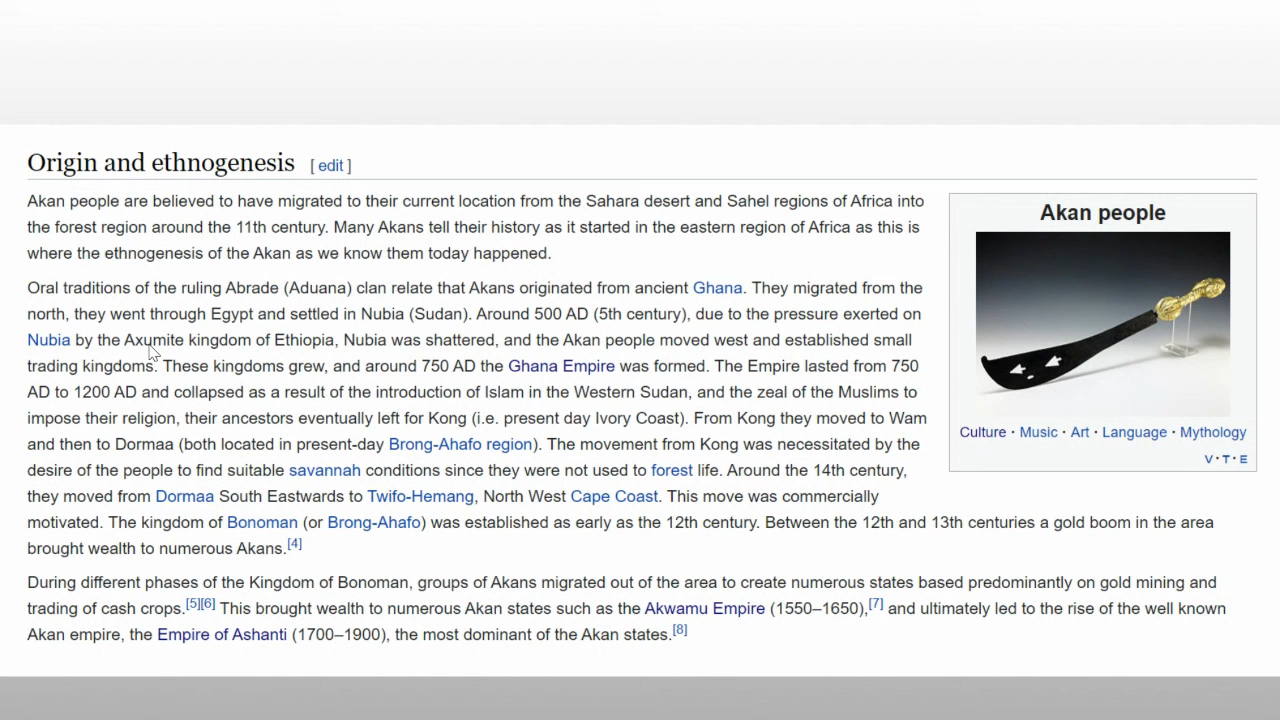 Origin and ethnogenesis [ edit ]
Akan people are believed to have migrated to their current location from the Sahara desert and Sahel regions of Africa into
the forest region around the 11th century. Many Akans tell their history as it started in the eastern region of Africa as this is
where the ethnogenesis of the Akan as we know them today happened.
Oral traditions of the ruling Abrade (Aduana) clan relate that Akans originated from ancient Ghana. They migrated from the
north, they went through Egypt and settled in Nubia (Sudan). Around 500 AD (5th century), due to the pressure exerted on
Nubia by the Axumite kingdom of Ethiopia, Nubia was shattered, and the Akan people moved west and established small
trading kingdoms. These kingdoms grew, and around 750 AD the Ghana Empire was formed. The Empire lasted from 750
AD to 1200 AD and collapsed as a result of the introduction of Islam in the Western Sudan, and the zeal of the Muslims to
impose their religion, their ancestors eventually left for Kong (i.e. present day Ivory Coast). From Kong they moved to Wam
and then to Dormaa (both located in present-day Brong-Ahafo region). The movement from Kong was necessitated by the
desire of the people to find suitable savannah conditions since they were not used to forest life. Around the 14th century,
they moved from Dormaa South Eastwards to Twifo-Hemang, North West Cape Coast. This move was commercially
motivated. The kingdom of Bonoman (or Brong-Ahafo) was established as early as the 12th century. Between the 12th and 13th centuries a gold boom in the area
brought wealth to numerous Akans.[4]
During different phases of the Kingdom of Bonoman, groups of Akans migrated out of the area to create numerous states based predominantly on gold mining and
trading of cash crops.[5][6] This brought wealth to numerous Akan states such as the Akwamu Empire (1550–1650),[7] and ultimately led to the rise of the well known
Akan empire, the Empire of Ashanti (1700–1900), the most dominant of the Akan states.[8]
Akan people
Culture · Music · Art · Language · Mythology
V · T · E